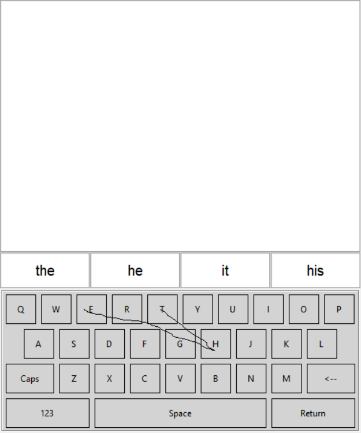 the he it his
Q W E R T Y U I O P
A S D F G H J K L
Caps Z X C V B N M <--
123 Space Return